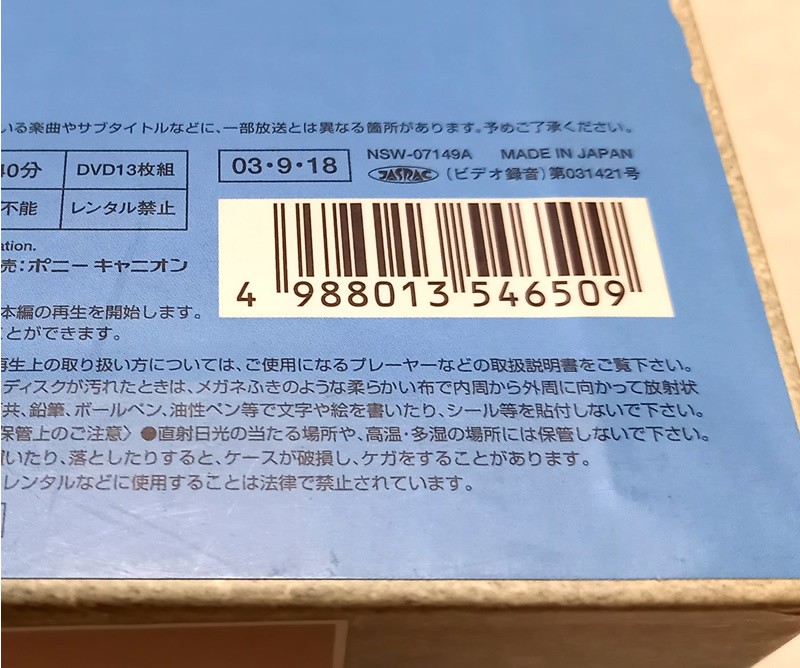 いる楽曲やサブタイトルなどに、一部放送とは異なる箇所があります。予めご了承ください。
40分 DVD13枚組
不能 レンタル禁止
03・9・18
NSW-07149A MADE IN JAPAN
JASRAC (ビデオ録音)第031421号
4 988013 546509
ation.
売:ポニーキャニオン
本編の再生を開始します。
とができます。
再生上の取り扱い方については、ご使用になるプレーヤーなどの取扱説明書をご覧下さい。
ディスクが汚れたときは、メガネふきのような柔らかい布で内周から外周に向かって放射状
共、鉛筆、ボールペン、油性ペン等で文字や絵を書いたり、シール等を貼付しないで下さい。
保管上のご注意〉●直射日光の当たる場所や、高温・多湿の場所には保管しないで下さい。
置いたり、落としたりすると、ケースが破損し、ケガをすることがあります。
レンタルなどに使用することは法律で禁止されています。